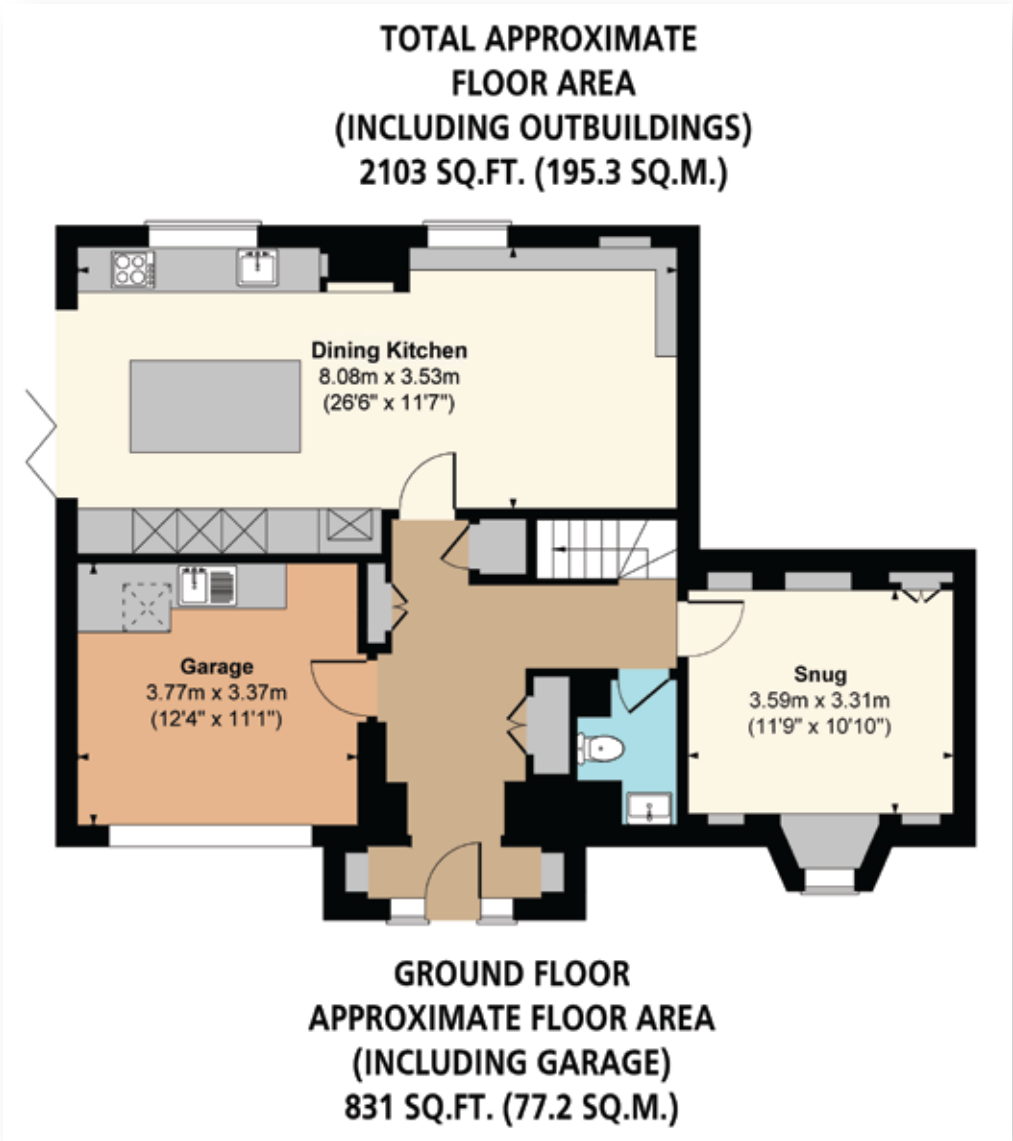 TOTAL APPROXIMATE
FLOOR AREA
(INCLUDING OUTBUILDINGS)
2103 SQ.FT. (195.3 SQ.M.)
Dining Kitchen
8.08m x 3.53m
(26'6" x 11'7")
Garage
3.77m x 3.37m
(12'4" x 11'1")
Snug
3.59m x 3.31m
(11'9" x 10'10")
GROUND FLOOR
APPROXIMATE FLOOR AREA
(INCLUDING GARAGE)
831 SQ.FT. (77.2 SQ.M.)